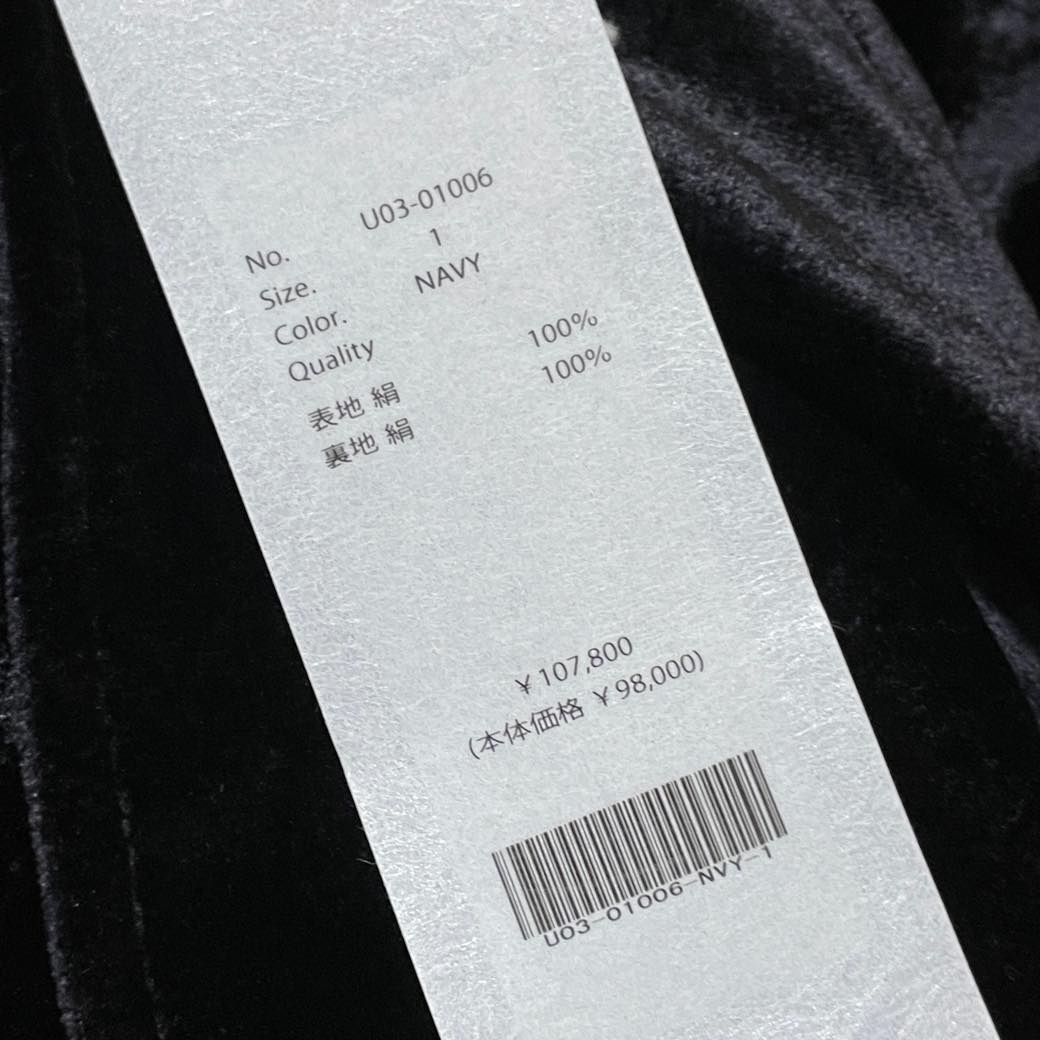 No. U03-01006
Size. 1
Color. NAVY
Quality
表地 絹 100%
裏地 絹 100%
￥107,800
(本体価格 ￥98,000)
U03-01006-NVY-1